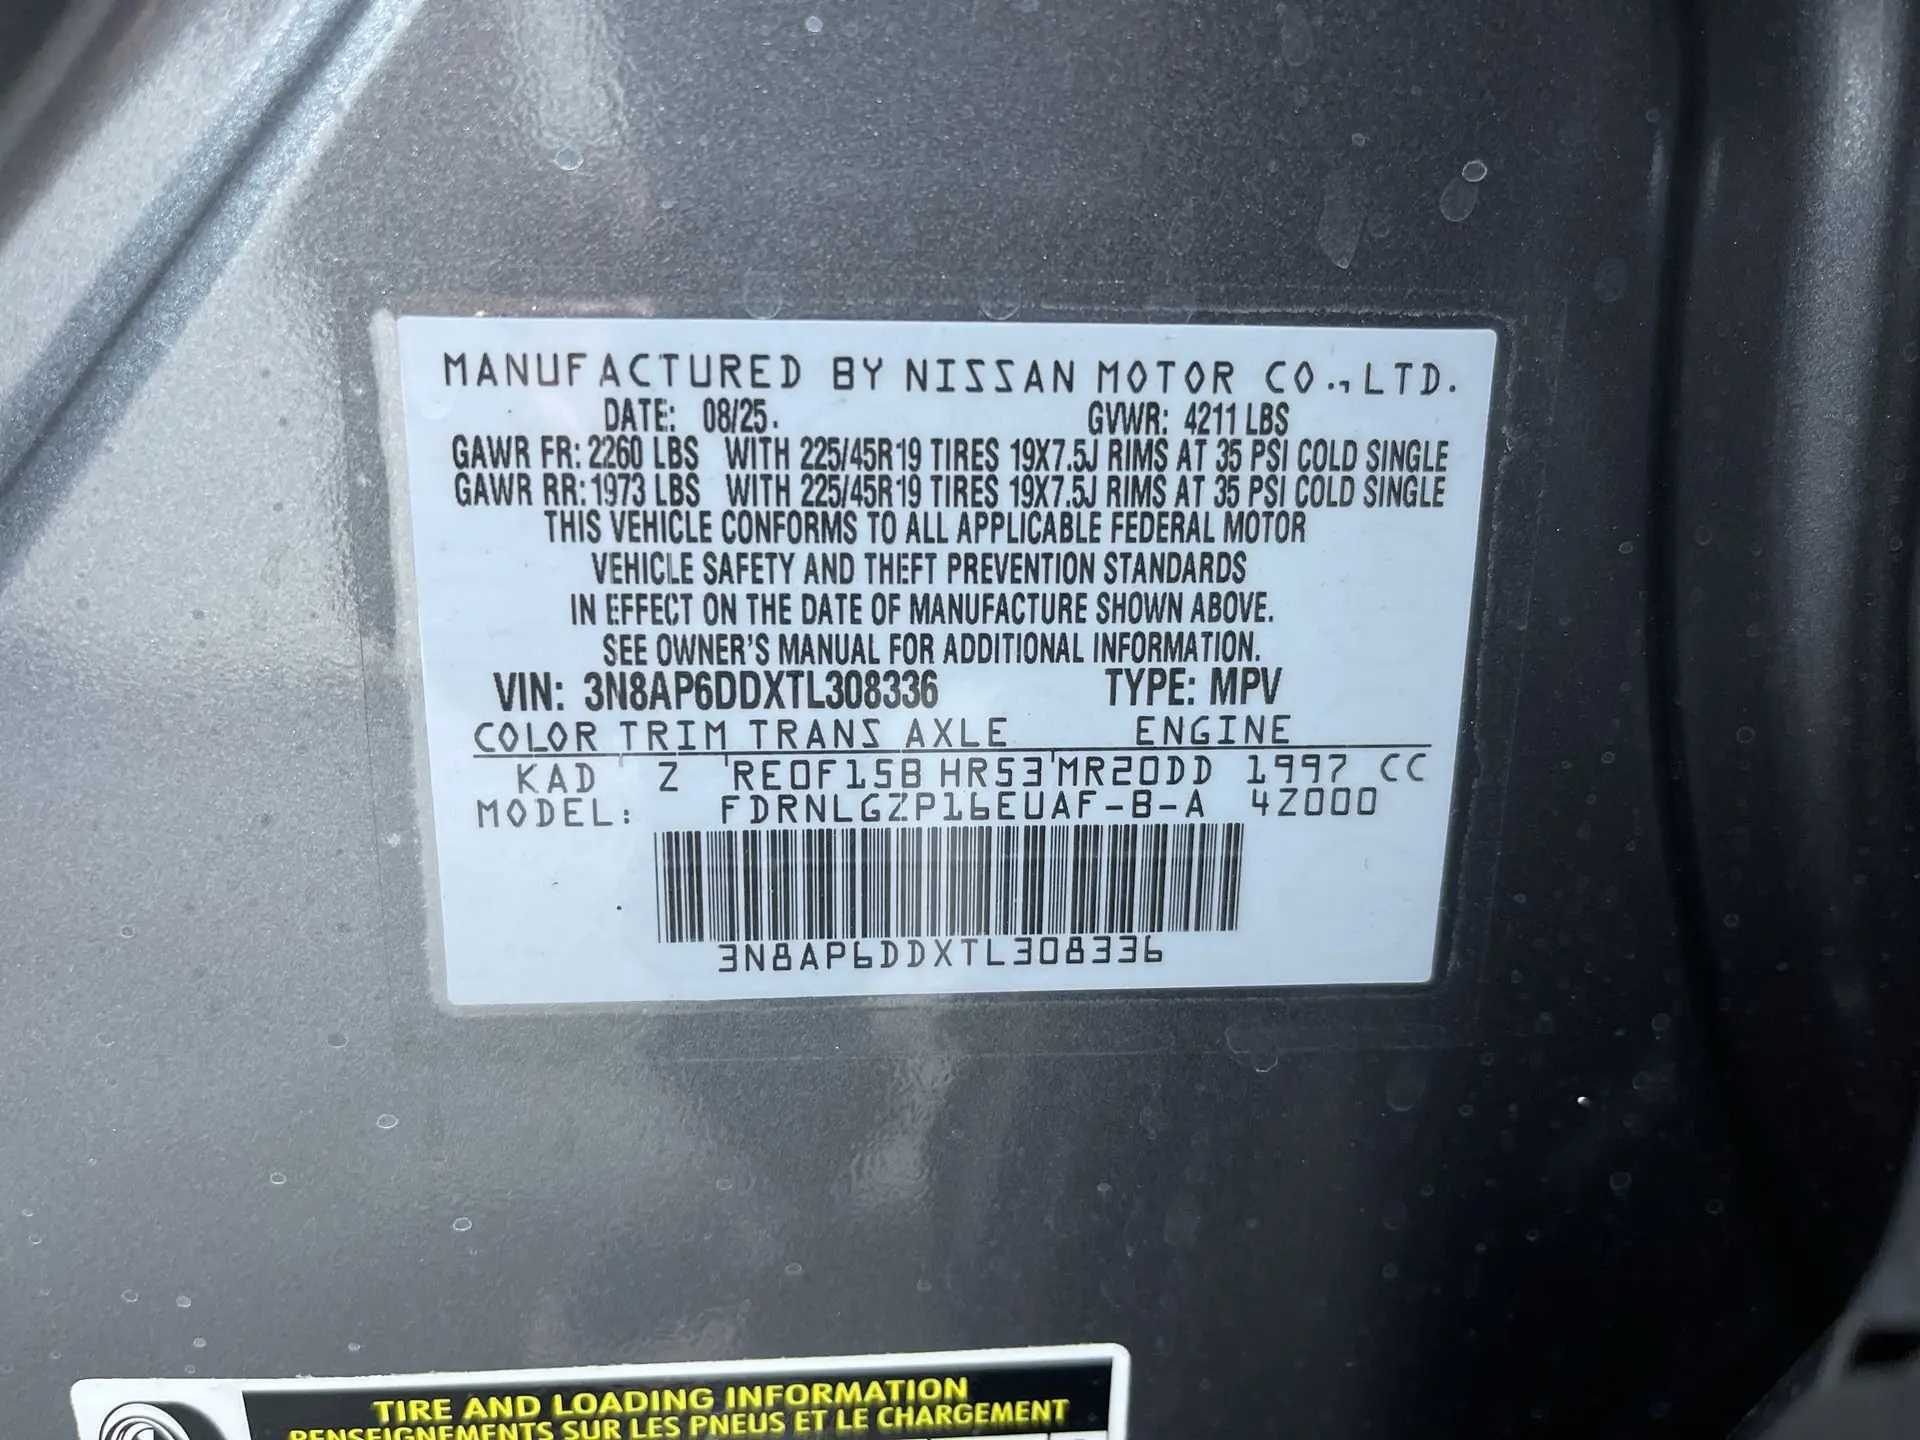 MANUFACTURED BY NISSAN MOTOR CO.,LTD.
DATE: 08/25. GVWR: 4211 LBS
GAWR FR: 2260 LBS WITH 225/45R19 TIRES 19X7.5J RIMS AT 35 PSI COLD SINGLE
GAWR RR: 1973 LBS WITH 225/45R19 TIRES 19X7.5J RIMS AT 35 PSI COLD SINGLE
THIS VEHICLE CONFORMS TO ALL APPLICABLE FEDERAL MOTOR
VEHICLE SAFETY AND THEFT PREVENTION STANDARDS
IN EFFECT ON THE DATE OF MANUFACTURE SHOWN ABOVE.
SEE OWNER'S MANUAL FOR ADDITIONAL INFORMATION.
VIN: 3N8AP6DDXTL308336 TYPE: MPV
COLOR TRIM TRANS AXLE ENGINE
KAD Z RE0F15B HR53 MR20DD 1997 CC
MODEL: FDRNLGZP16EUAF-B-A 4Z000
3N8AP6DDXTL308336
TIRE AND LOADING INFORMATION
RENSEIGNEMENTS SUR LES PNEUS ET LE CHARGEMENT